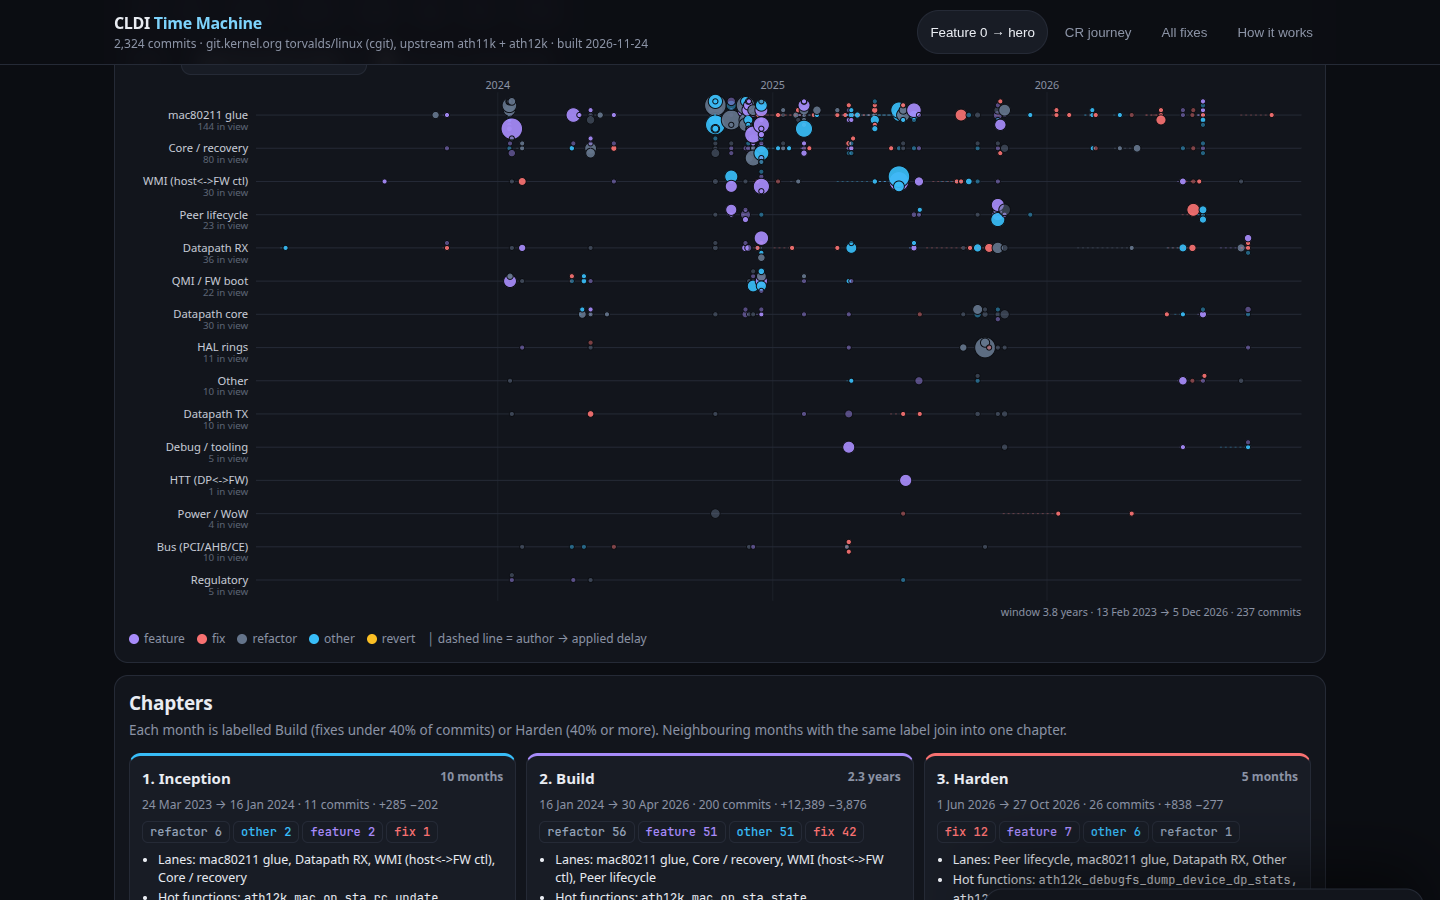 CLDI Time Machine
2,324 commits · git.kernel.org torvalds/linux (cgit), upstream ath11k + ath12k · built 2026-11-24
Feature 0 → hero
CR journey
All fixes
How it works
2024
2025
2026
mac80211 glue
144 in view
Core / recovery
80 in view
WMI (host<->FW ctl)
30 in view
Peer lifecycle
23 in view
Datapath RX
36 in view
QMI / FW boot
22 in view
Datapath core
30 in view
HAL rings
11 in view
Other
10 in view
Datapath TX
10 in view
Debug / tooling
5 in view
HTT (DP<->FW)
1 in view
Power / WoW
4 in view
Bus (PCI/AHB/CE)
10 in view
Regulatory
5 in view
window 3.8 years · 13 Feb 2023 → 5 Dec 2026 · 237 commits
feature fix refactor other revert | dashed line = author → applied delay
Chapters
Each month is labelled Build (fixes under 40% of commits) or Harden (40% or more). Neighbouring months with the same label join into one chapter.
1. Inception
10 months
24 Mar 2023 → 16 Jan 2024 · 11 commits · +285 −202
refactor 6 other 2 feature 2 fix 1
• Lanes: mac80211 glue, Datapath RX, WMI (host<->FW ctl),
Core / recovery
• Hot functions: ath12k_mac_op_sta_rc_update,
2. Build
2.3 years
16 Jan 2024 → 30 Apr 2026 · 200 commits · +12,389 −3,876
refactor 56 feature 51 other 51 fix 42
• Lanes: mac80211 glue, Core / recovery, WMI (host<->FW
ctl), Peer lifecycle
• Hot functions: ath12k_mac_op_sta_state,
3. Harden
5 months
1 Jun 2026 → 27 Oct 2026 · 26 commits · +838 −277
fix 12 feature 7 other 6 refactor 1
• Lanes: Peer lifecycle, mac80211 glue, Datapath RX, Other
• Hot functions: ath12k_debugfs_dump_device_dp_stats,